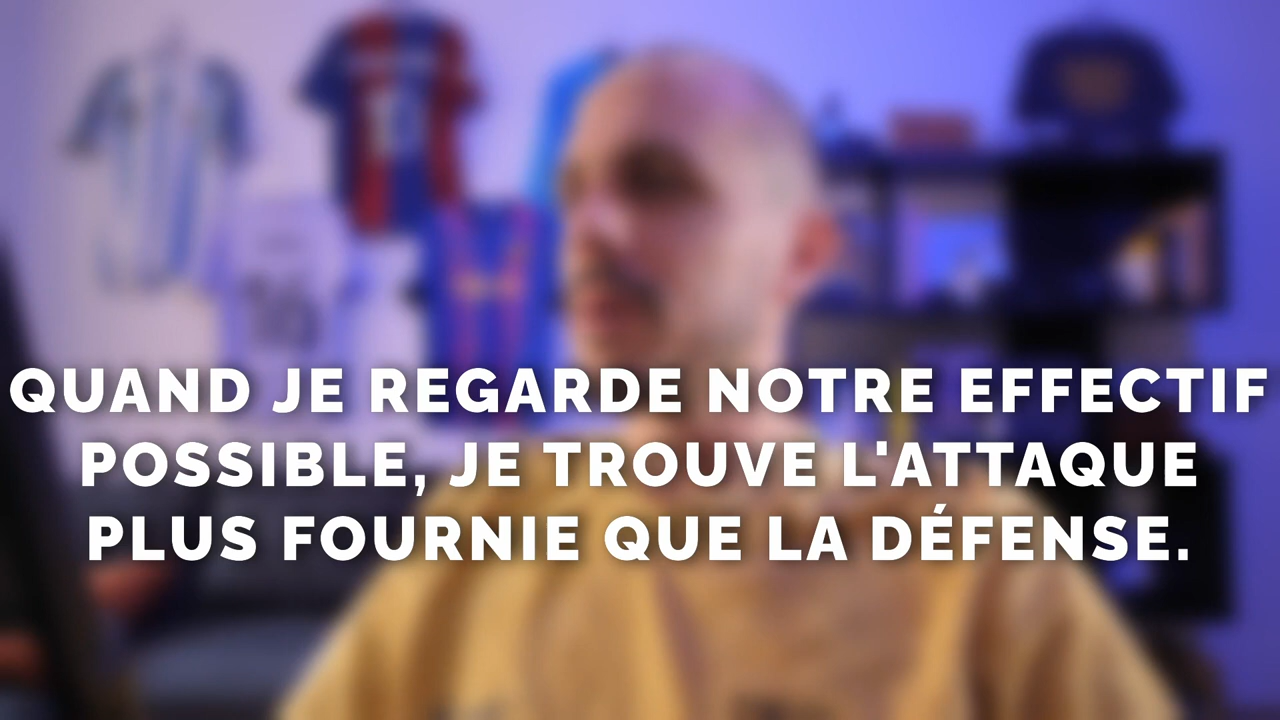 QUAND JE REGARDE NOTRE EFFECTIF
POSSIBLE, JE TROUVE L'ATTAQUE
PLUS FOURNIE QUE LA DÉFENSE.